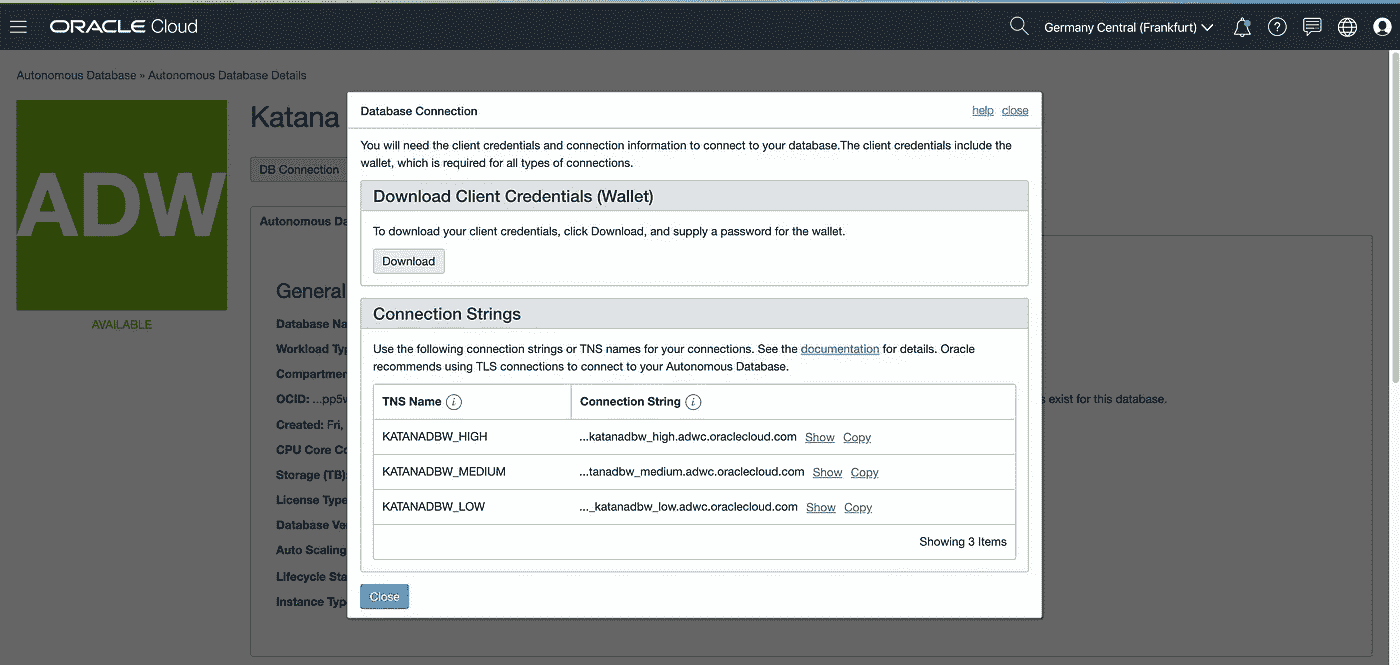 ORACLE Cloud
Germany Central (Frankfurt)
Autonomous Database » Autonomous Database Details
ADW
AVAILABLE
Katana
DB Connection
Autonomous Da
General
Database Na
Workload Typ
Compartmen
OCID: ...pp5w
Created: Fri,
CPU Core Co
Storage (TB):
License Type
Database Ve
Auto Scaling
Lifecycle Sta
Instance Typ
s exist for this database.
Database Connection
help close
You will need the client credentials and connection information to connect to your database.The client credentials include the
wallet, which is required for all types of connections.
Download Client Credentials (Wallet)
To download your client credentials, click Download, and supply a password for the wallet.
Download
Connection Strings
Use the following connection strings or TNS names for your connections. See the documentation for details. Oracle
recommends using TLS connections to connect to your Autonomous Database.
TNS Name Connection String
KATANADBW_HIGH ...katanadbw_high.adwc.oraclecloud.com Show Copy
KATANADBW_MEDIUM ...tanadbw_medium.adwc.oraclecloud.com Show Copy
KATANADBW_LOW ..._katanadbw_low.adwc.oraclecloud.com Show Copy
Showing 3 Items
Close